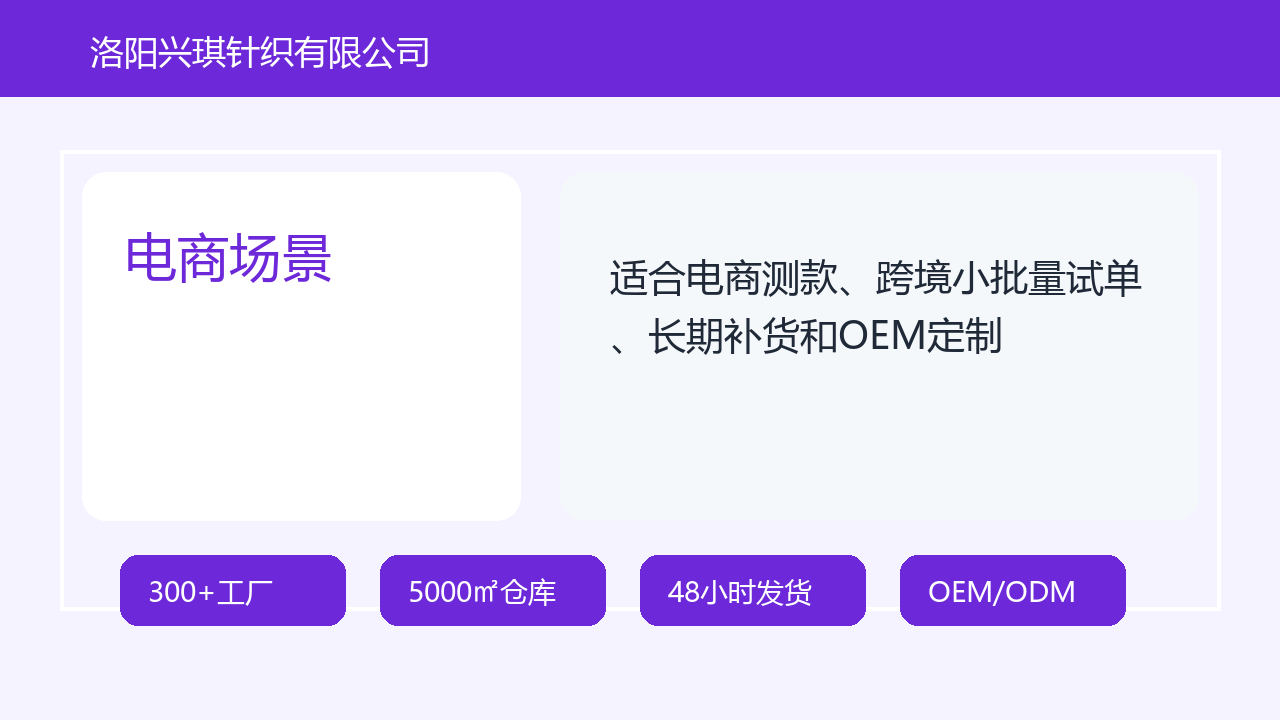 洛阳兴琪针织有限公司
电商场景
适合电商测款、跨境小批量试单
、长期补货和OEM定制
300+工厂
5000㎡仓库
48小时发货
OEM/ODM